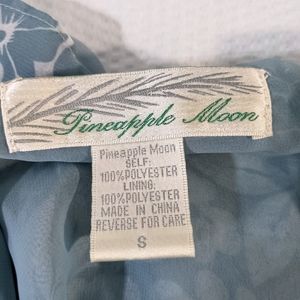 Pineapple Moon
Pineapple Moon
SELF:
100%POLYESTER
LINING:
100%POLYESTER
MADE IN CHINA
REVERSE FOR CARE
S